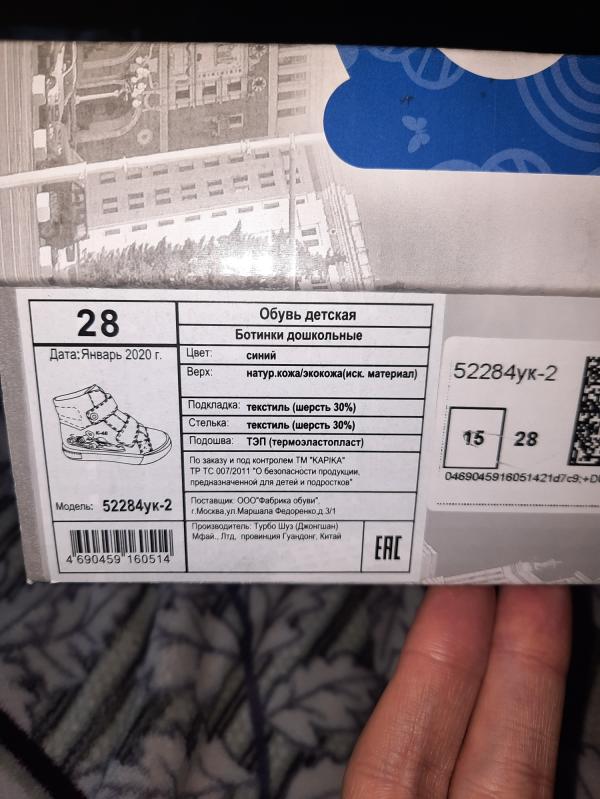 28
Дата:Январь 2020 г.
K-48
Модель: 52284ук-2
4 690459 160514
Обувь детская
Ботинки дошкольные
Цвет: синий
Верх: натур.кожа/экокожа(иск. материал)
Подкладка: текстиль (шерсть 30%)
Стелька: текстиль (шерсть 30%)
Подошва: ТЭП (термоэластопласт)
По заказу и под контролем ТМ "KAPIKA"
ТР ТС 007/2011 "О безопасности продукции,
предназначенной для детей и подростков"
Поставщик: ООО"Фабрика обуви",
г.Москва,ул.Маршала Федоренко,д.3/1
Производитель: Турбо Шуз (Джонгшан)
Мфай., Лтд, провинция Гуандонг, Китай
EAC
52284ук-2
15 28
046904591605142​1d7c9;+D